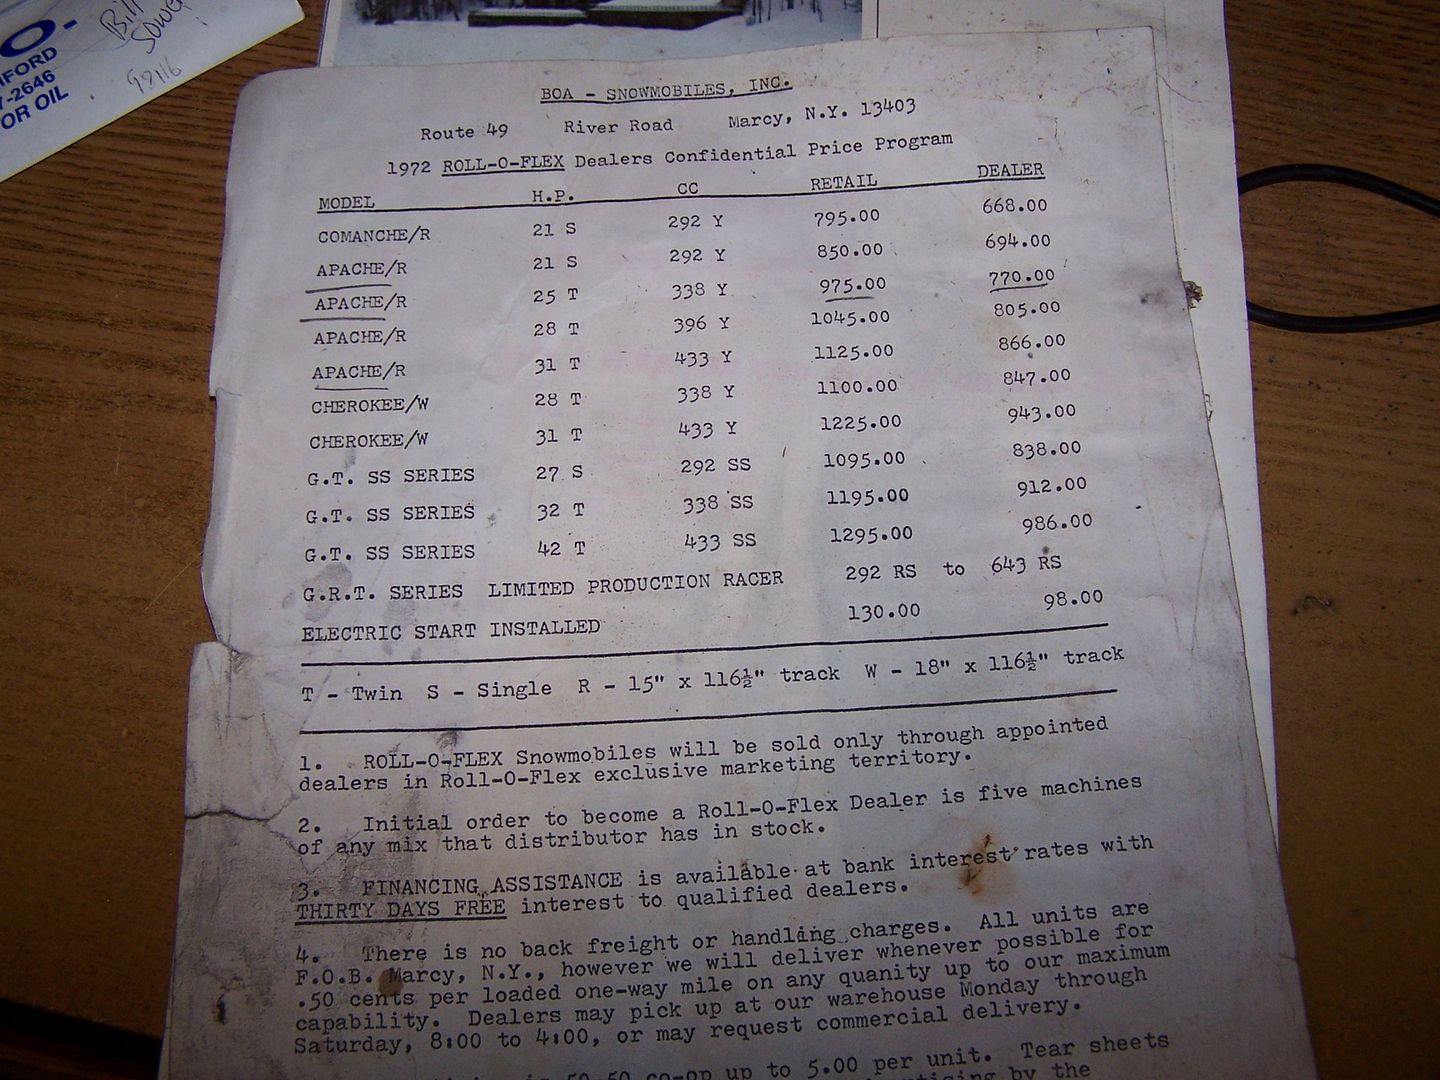 O-
FORD
7-2646
OR OIL
Bill
98116
BOA - SNOWMOBILES, INC.
Route 49 River Road Marcy, N.Y. 13403
1972 ROLL-O-FLEX Dealers Confidential Price Program
MODEL H.P. CC RETAIL DEALER
COMANCHE/R 21 S 292 Y 795.00 668.00
APACHE/R 21 S 292 Y 850.00 694.00
APACHE/R 25 T 338 Y 975.00 770.00
APACHE/R 28 T 396 Y 1045.00 805.00
APACHE/R 31 T 433 Y 1125.00 866.00
CHEROKEE/W 28 T 338 Y 1100.00 847.00
CHEROKEE/W 31 T 433 Y 1225.00 943.00
G.T. SS SERIES 27 S 292 SS 1095.00 838.00
G.T. SS SERIES 32 T 338 SS 1195.00 912.00
G.T. SS SERIES 42 T 433 SS 1295.00 986.00
G.R.T. SERIES LIMITED PRODUCTION RACER 292 RS to 643 RS
ELECTRIC START INSTALLED 130.00 98.00
T - Twin S - Single R - 15" x 116½" track W - 18" x 116½" track
1. ROLL-O-FLEX Snowmobiles will be sold only through appointed
dealers in Roll-O-Flex exclusive marketing territory.
2. Initial order to become a Roll-O-Flex Dealer is five machines
of any mix that distributor has in stock.
3. FINANCING ASSISTANCE is available at bank interest rates with
THIRTY DAYS FREE interest to qualified dealers.
4. There is no back freight or handling charges. All units are
F.O.B. Marcy, N.Y., however we will deliver whenever possible for
.50 cents per loaded one-way mile on any quanity up to our maximum
capability. Dealers may pick up at our warehouse Monday through
Saturday, 8:00 to 4:00, or may request commercial delivery.
50-50 co-op up to 5.00 per unit. Tear sheets
by the